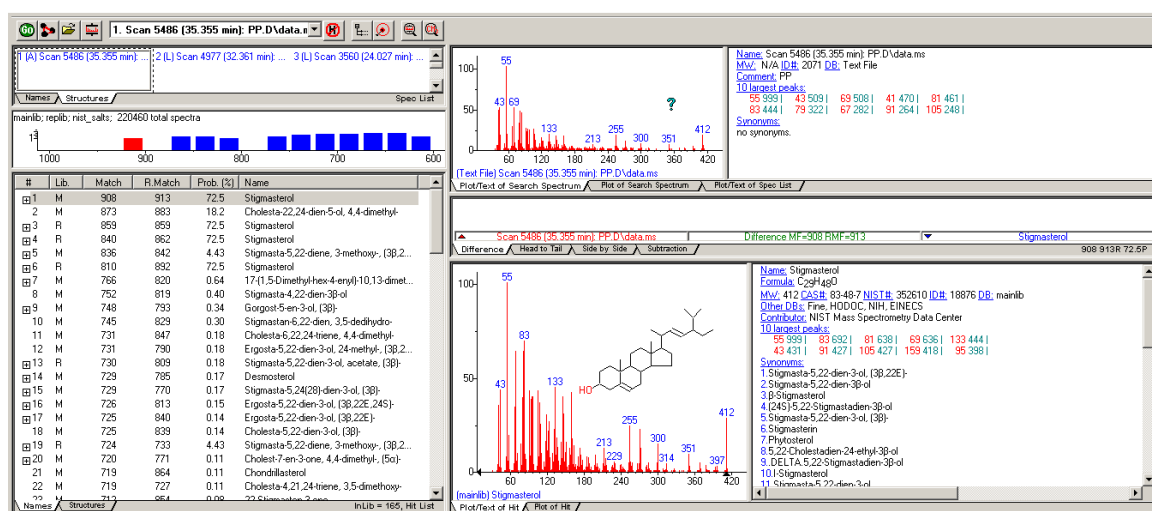 GO 1. Scan 5486 (35.355 min): PP.D\data.n
1 (A) Scan 5486 (35.355 min): ... 2 (L) Scan 4977 (32.361 min): ... 3 (L) Scan 3560 (24.027 min): ...
Names Structures Spec List
mainlib; replib; nist_salts; 220460 total spectra
1000 900 800 700 600
# Lib. Match R.Match Prob. (%) Name
1 M 908 913 72.5 Stigmasterol
2 M 873 883 18.2 Cholesta-22,24-dien-5-ol, 4,4-dimethyl-
3 R 859 859 72.5 Stigmasterol
4 R 840 862 72.5 Stigmasterol
5 M 836 842 4.43 Stigmasta-5,22-diene, 3-methoxy-, (3β,2...
6 R 810 892 72.5 Stigmasterol
7 M 766 820 0.64 17-(1,5-Dimethyl-hex-4-enyl)-10,13-dimet...
8 M 752 819 0.40 Stigmasta-4,22-dien-3β-ol
9 M 748 793 0.34 Gorgost-5-en-3-ol, (3β)-
10 M 745 829 0.30 Stigmastan-6,22-dien, 3,5-dedihydro-
11 M 731 847 0.18 Cholesta-6,22,24-triene, 4,4-dimethyl-
12 M 731 790 0.18 Ergosta-5,22-dien-3-ol, 24-methyl-, (3β,2...
13 R 730 809 0.18 Stigmasta-5,22-dien-3-ol, acetate, (3β)-
14 M 729 785 0.17 Desmosterol
15 M 729 770 0.17 Stigmasta-5,24(28)-dien-3-ol, (3β)-
16 M 726 813 0.15 Ergosta-5,22-dien-3-ol, (3β,22E,24S)-
17 M 725 840 0.14 Ergosta-5,22-dien-3-ol, (3β,22E)-
18 M 725 839 0.14 Cholesta-5,22-dien-3-ol, (3β)-
19 R 724 733 4.43 Stigmasta-5,22-diene, 3-methoxy-, (3β,2...
20 M 720 771 0.11 Cholest-7-en-3-one, 4,4-dimethyl-, (5α)-
21 M 719 864 0.11 Chondrillasterol
22 M 719 727 0.11 Cholesta-4,21,24-triene, 3,5-dimethoxy-
Names Structures InLib = 165, Hit List
100
50
0
55
43 69
133
213
255
300
351
?
412
60 120 180 240 300 360 420
(Text File) Scan 5486 (35.355 min): PP.D\data.ms
Name: Scan 5486 (35.355 min): PP.D\data.ms
MW: N/A ID#: 2071 DB: Text File
Comment: PP
10 largest peaks:
55 999 | 43 509 | 69 508 | 41 470 | 81 461 |
83 444 | 79 322 | 67 282 | 91 264 | 105 248 |
Synonyms:
no synonyms.
Plot/Text of Search Spectrum Plot of Search Spectrum Plot/Text of Spec List
Scan 5486 (35.355 min): PP.D\data.ms Difference MF=908 RMF=913 Stigmasterol
Difference Head to Tail Side by Side Subtraction 908 913R 72.5P
100
50
0
55
83
43
133
213
229
255
300
314
351
397
412
HO
60 120 180 240 300 360 420
(mainlib) Stigmasterol
Name: Stigmasterol
Formula: C29H48O
MW: 412 CAS#: 83-48-7 NIST#: 352610 ID#: 18876 DB: mainlib
Other DBs: Fine, HODOC, NIH, EINECS
Contributor: NIST Mass Spectrometry Data Center
10 largest peaks:
55 999 | 83 692 | 81 638 | 69 636 | 133 444 |
43 431 | 91 427 | 105 427 | 159 418 | 95 398 |
Synonyms:
1.Stigmasta-5,22-dien-3-ol, (3β,22E)-
2.Stigmasta-5,22-dien-3β-ol
3.β-Stigmasterol
4.(24S)-5,22-Stigmastadien-3β-ol
5.Stigmasta-5,22-dien-3-ol, (3β)-
6.Stigmasterin
7.Phytosterol
8.5,22-Cholestadien-24-ethyl-3β-ol
9..DELTA.5,22-Stigmastadien-3β-ol
10.l-Stigmasterol
11.Stigmasta-5,22-dien-3-ol
Plot/Text of Hit Plot of Hit